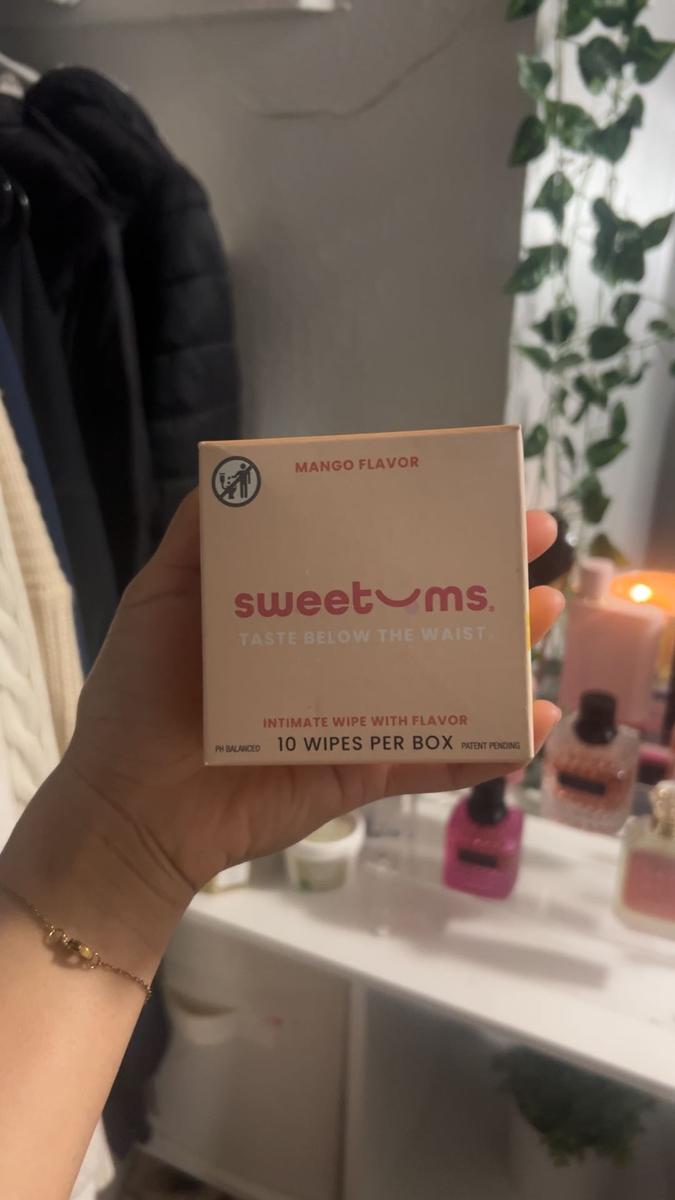 MANGO FLAVOR
sweetums®
TASTE BELOW THE WAIST
INTIMATE WIPE WITH FLAVOR
PH BALANCED 10 WIPES PER BOX PATENT PENDING